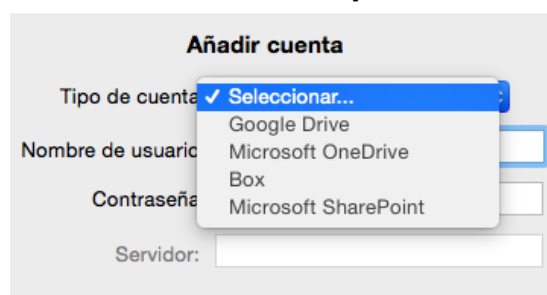 Añadir cuenta
Tipo de cuenta ✓ Seleccionar...
Google Drive
Nombre de usuario Microsoft OneDrive
Box
Contraseña Microsoft SharePoint
Servidor: